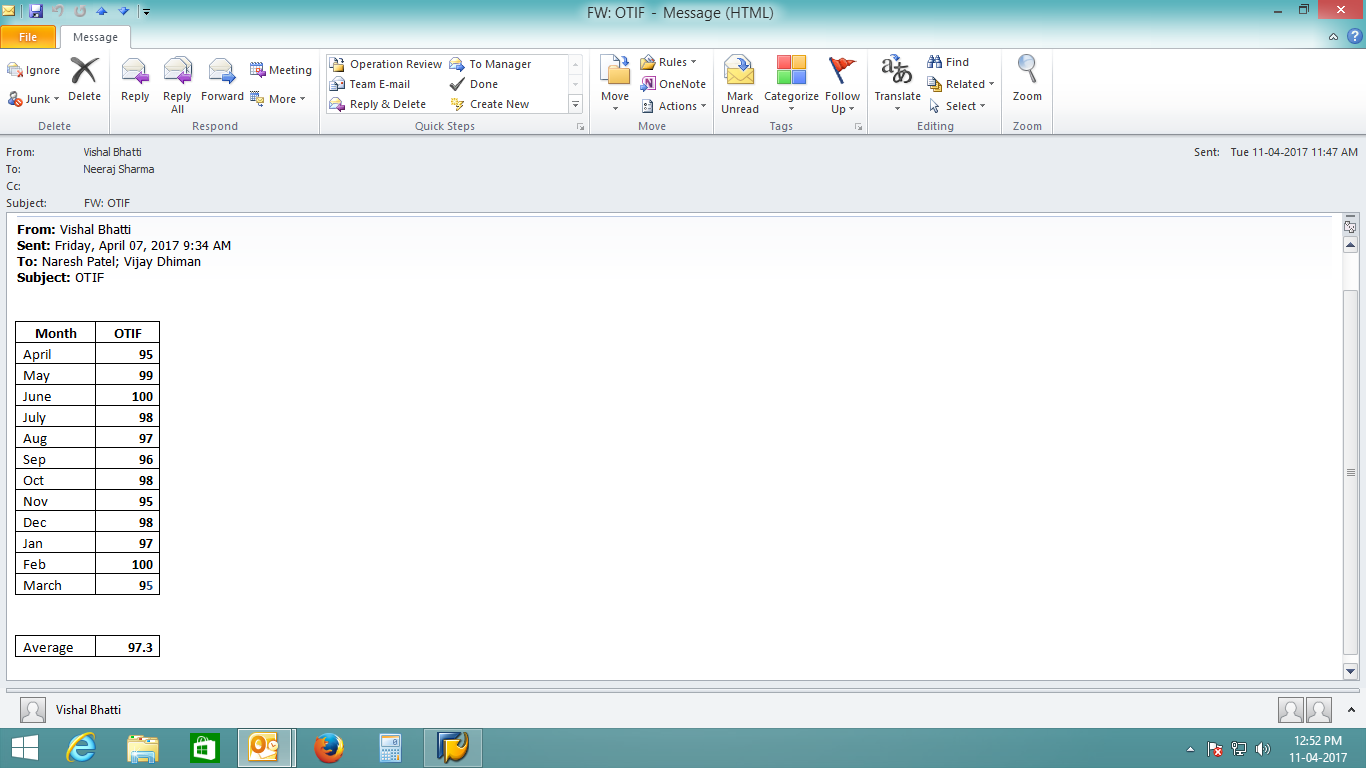 FW: OTIF - Message (HTML)
File Message
Ignore
Junk
Delete
Reply
Reply All
Forward
Meeting
More
Operation Review
Team E-mail
Reply & Delete
To Manager
Done
Create New
Move
Rules
OneNote
Actions
Mark Unread
Categorize
Follow Up
Translate
Find
Related
Select
Zoom
Delete Respond Quick Steps Move Tags Editing Zoom
From: Vishal Bhatti Sent: Tue 11-04-2017 11:47 AM
To: Neeraj Sharma
Cc:
Subject: FW: OTIF
From: Vishal Bhatti
Sent: Friday, April 07, 2017 9:34 AM
To: Naresh Patel; Vijay Dhiman
Subject: OTIF
Month OTIF
April 95
May 99
June 100
July 98
Aug 97
Sep 96
Oct 98
Nov 95
Dec 98
Jan 97
Feb 100
March 95
Average 97.3
Vishal Bhatti
12:52 PM
11-04-2017